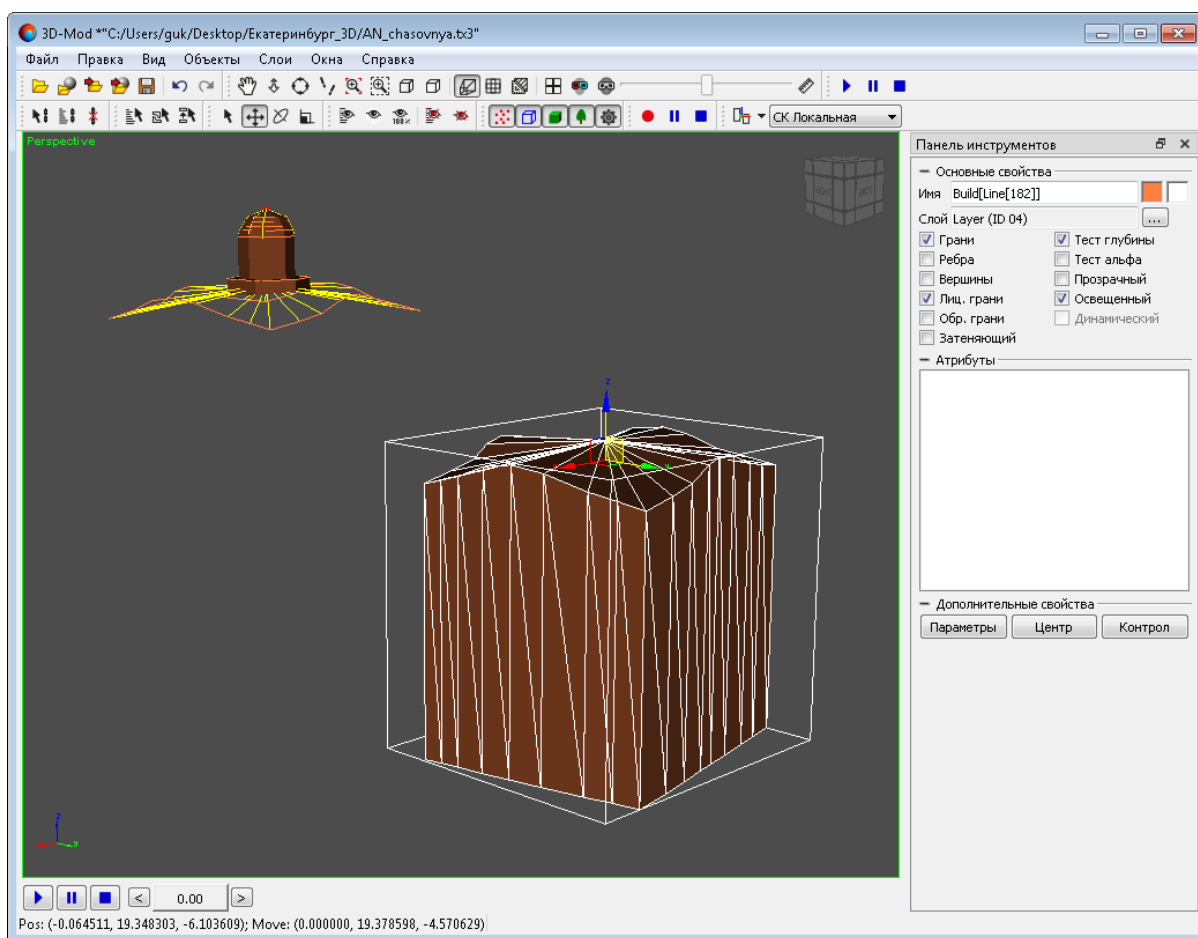 3D-Mod *"C:/Users/guk/Desktop/Екатеринбург_3D/AN_chasovnya.tx3"
Файл Правка Вид Объекты Слои Окна Справка
100%
СК Локальная
Perspective
Панель инструментов
Основные свойства
Имя Build[Line[182]]
Слой Layer (ID 04) ...
Грани Тест глубины
Ребра Тест альфа
Вершины Прозрачный
Лиц. грани Освещенный
Обр. грани Динамический
Затеняющий
Атрибуты
z
Дополнительные свойства
Параметры Центр Контрол
z
< 0.00 >
Pos: (-0.064511, 19.348303, -6.103609); Move: (0.000000, 19.378598, -4.570629)